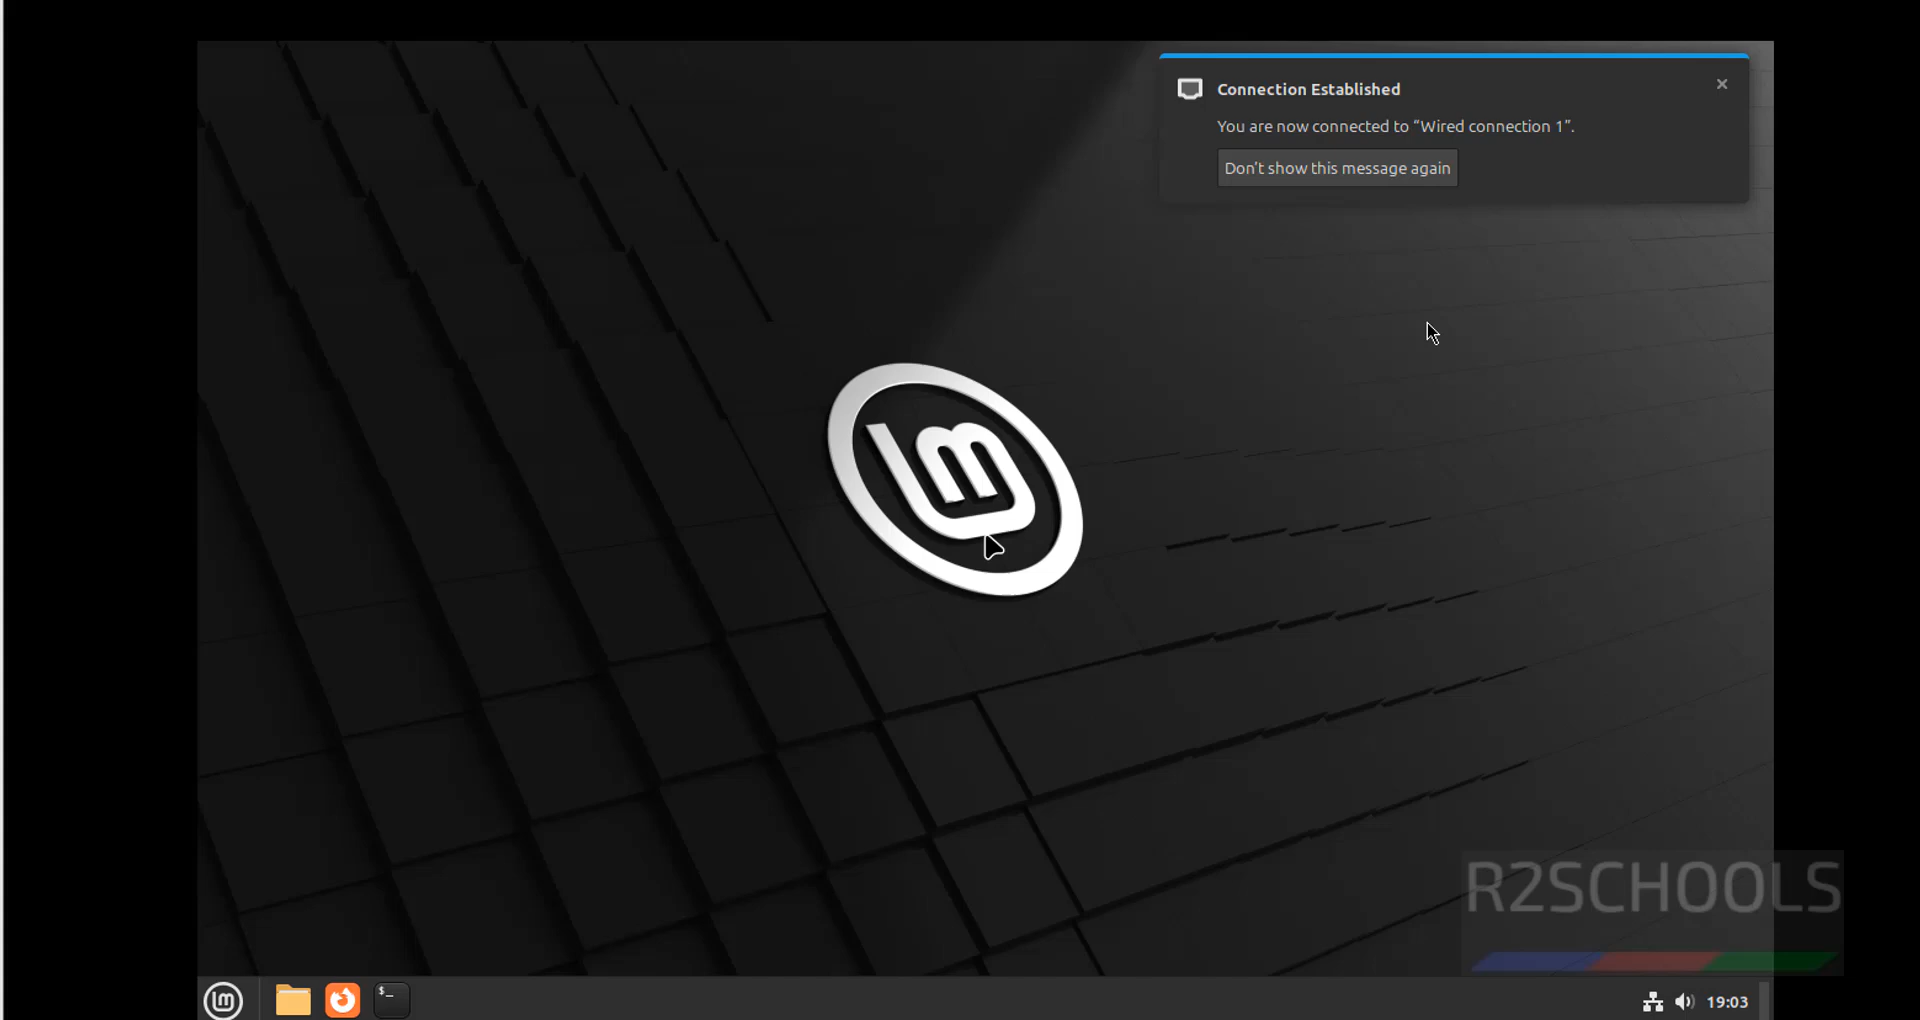 Connection Established
You are now connected to “Wired connection 1”.
Don't show this message again
R2SCHOOLS
$_
19:03